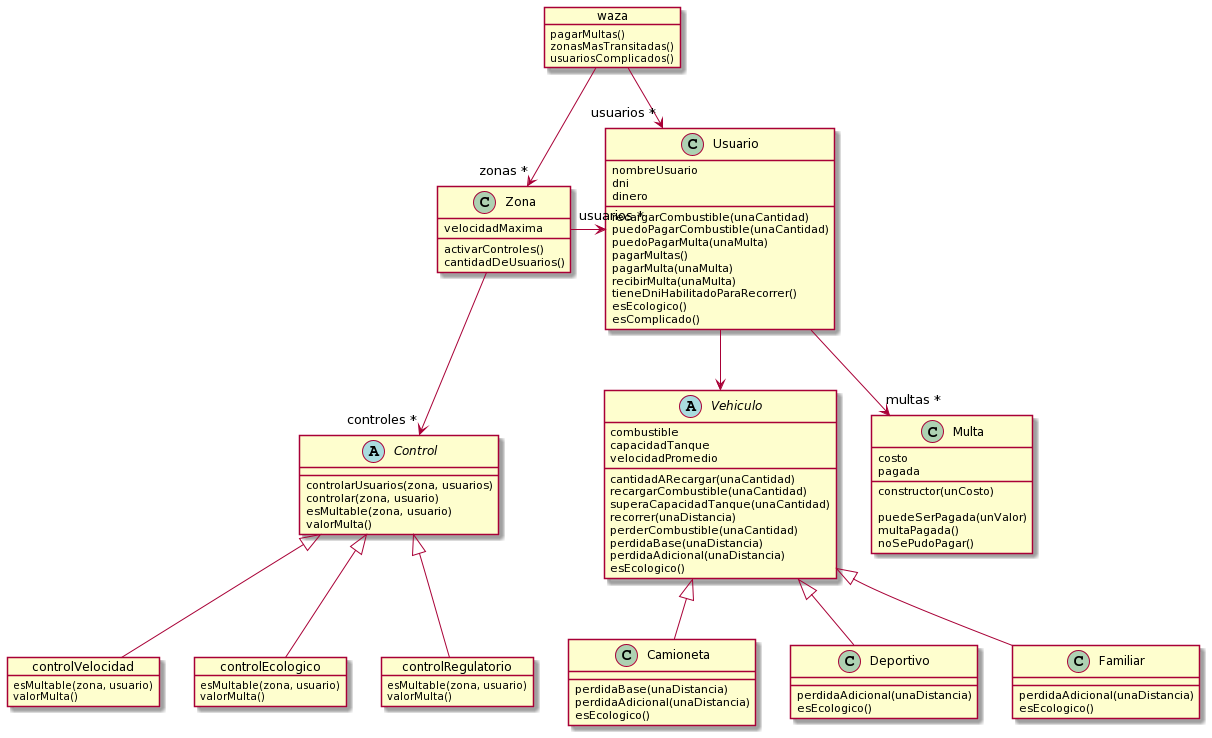 waza
pagarMultas()
zonasMasTransitadas()
usuariosComplicados()
usuarios *
zonas *
C Usuario
nombreUsuario
dni
dinero
recargarCombustible(unaCantidad)
puedoPagarCombustible(unaCantidad)
puedoPagarMulta(unaMulta)
pagarMultas()
pagarMulta(unaMulta)
recibirMulta(unaMulta)
tieneDniHabilitadoParaRecorrer()
esEcologico()
esComplicado()
C Zona
velocidadMaxima
activarControles()
cantidadDeUsuarios()
usuarios *
controles *
multas *
A Control
controlarUsuarios(zona, usuarios)
controlar(zona, usuario)
esMultable(zona, usuario)
valorMulta()
A Vehiculo
combustible
capacidadTanque
velocidadPromedio
cantidadARecargar(unaCantidad)
recargarCombustible(unaCantidad)
superaCapacidadTanque(unaCantidad)
recorrer(unaDistancia)
perderCombustible(unaCantidad)
perdidaBase(unaDistancia)
perdidaAdicional(unaDistancia)
esEcologico()
C Multa
costo
pagada
constructor(unCosto)
puedeSerPagada(unValor)
multaPagada()
noSePudoPagar()
controlVelocidad
esMultable(zona, usuario)
valorMulta()
controlEcologico
esMultable(zona, usuario)
valorMulta()
controlRegulatorio
esMultable(zona, usuario)
valorMulta()
C Camioneta
perdidaBase(unaDistancia)
perdidaAdicional(unaDistancia)
esEcologico()
C Deportivo
perdidaAdicional(unaDistancia)
esEcologico()
C Familiar
perdidaAdicional(unaDistancia)
esEcologico()